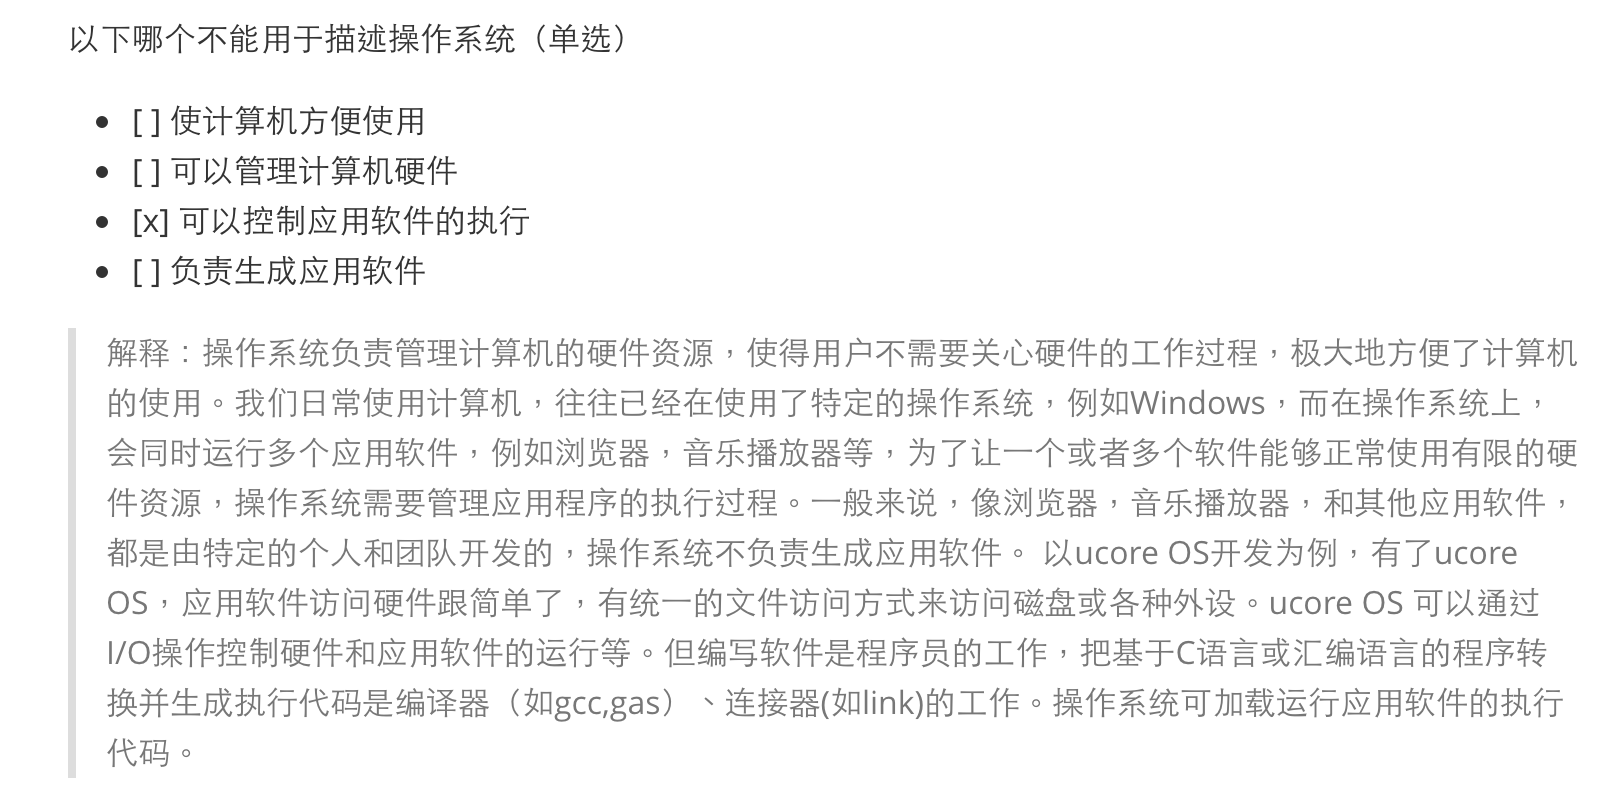 以下哪个不能用于描述操作系统（单选）
• [ ] 使计算机方便使用
• [ ] 可以管理计算机硬件
• [x] 可以控制应用软件的执行
• [ ] 负责生成应用软件
解释：操作系统负责管理计算机的硬件资源，使得用户不需要关心硬件的工作过程，极大地方便了计算机
的使用。我们日常使用计算机，往往已经在使用了特定的操作系统，例如Windows，而在操作系统上，
会同时运行多个应用软件，例如浏览器，音乐播放器等，为了让一个或者多个软件能够正常使用有限的硬
件资源，操作系统需要管理应用程序的执行过程。一般来说，像浏览器，音乐播放器，和其他应用软件，
都是由特定的个人和团队开发的，操作系统不负责生成应用软件。 以ucore OS开发为例，有了ucore
OS，应用软件访问硬件跟简单了，有统一的文件访问方式来访问磁盘或各种外设。ucore OS 可以通过
I/O操作控制硬件和应用软件的运行等。但编写软件是程序员的工作，把基于C语言或汇编语言的程序转
换并生成执行代码是编译器（如gcc,gas）、连接器(如link)的工作。操作系统可加载运行应用软件的执行
代码。